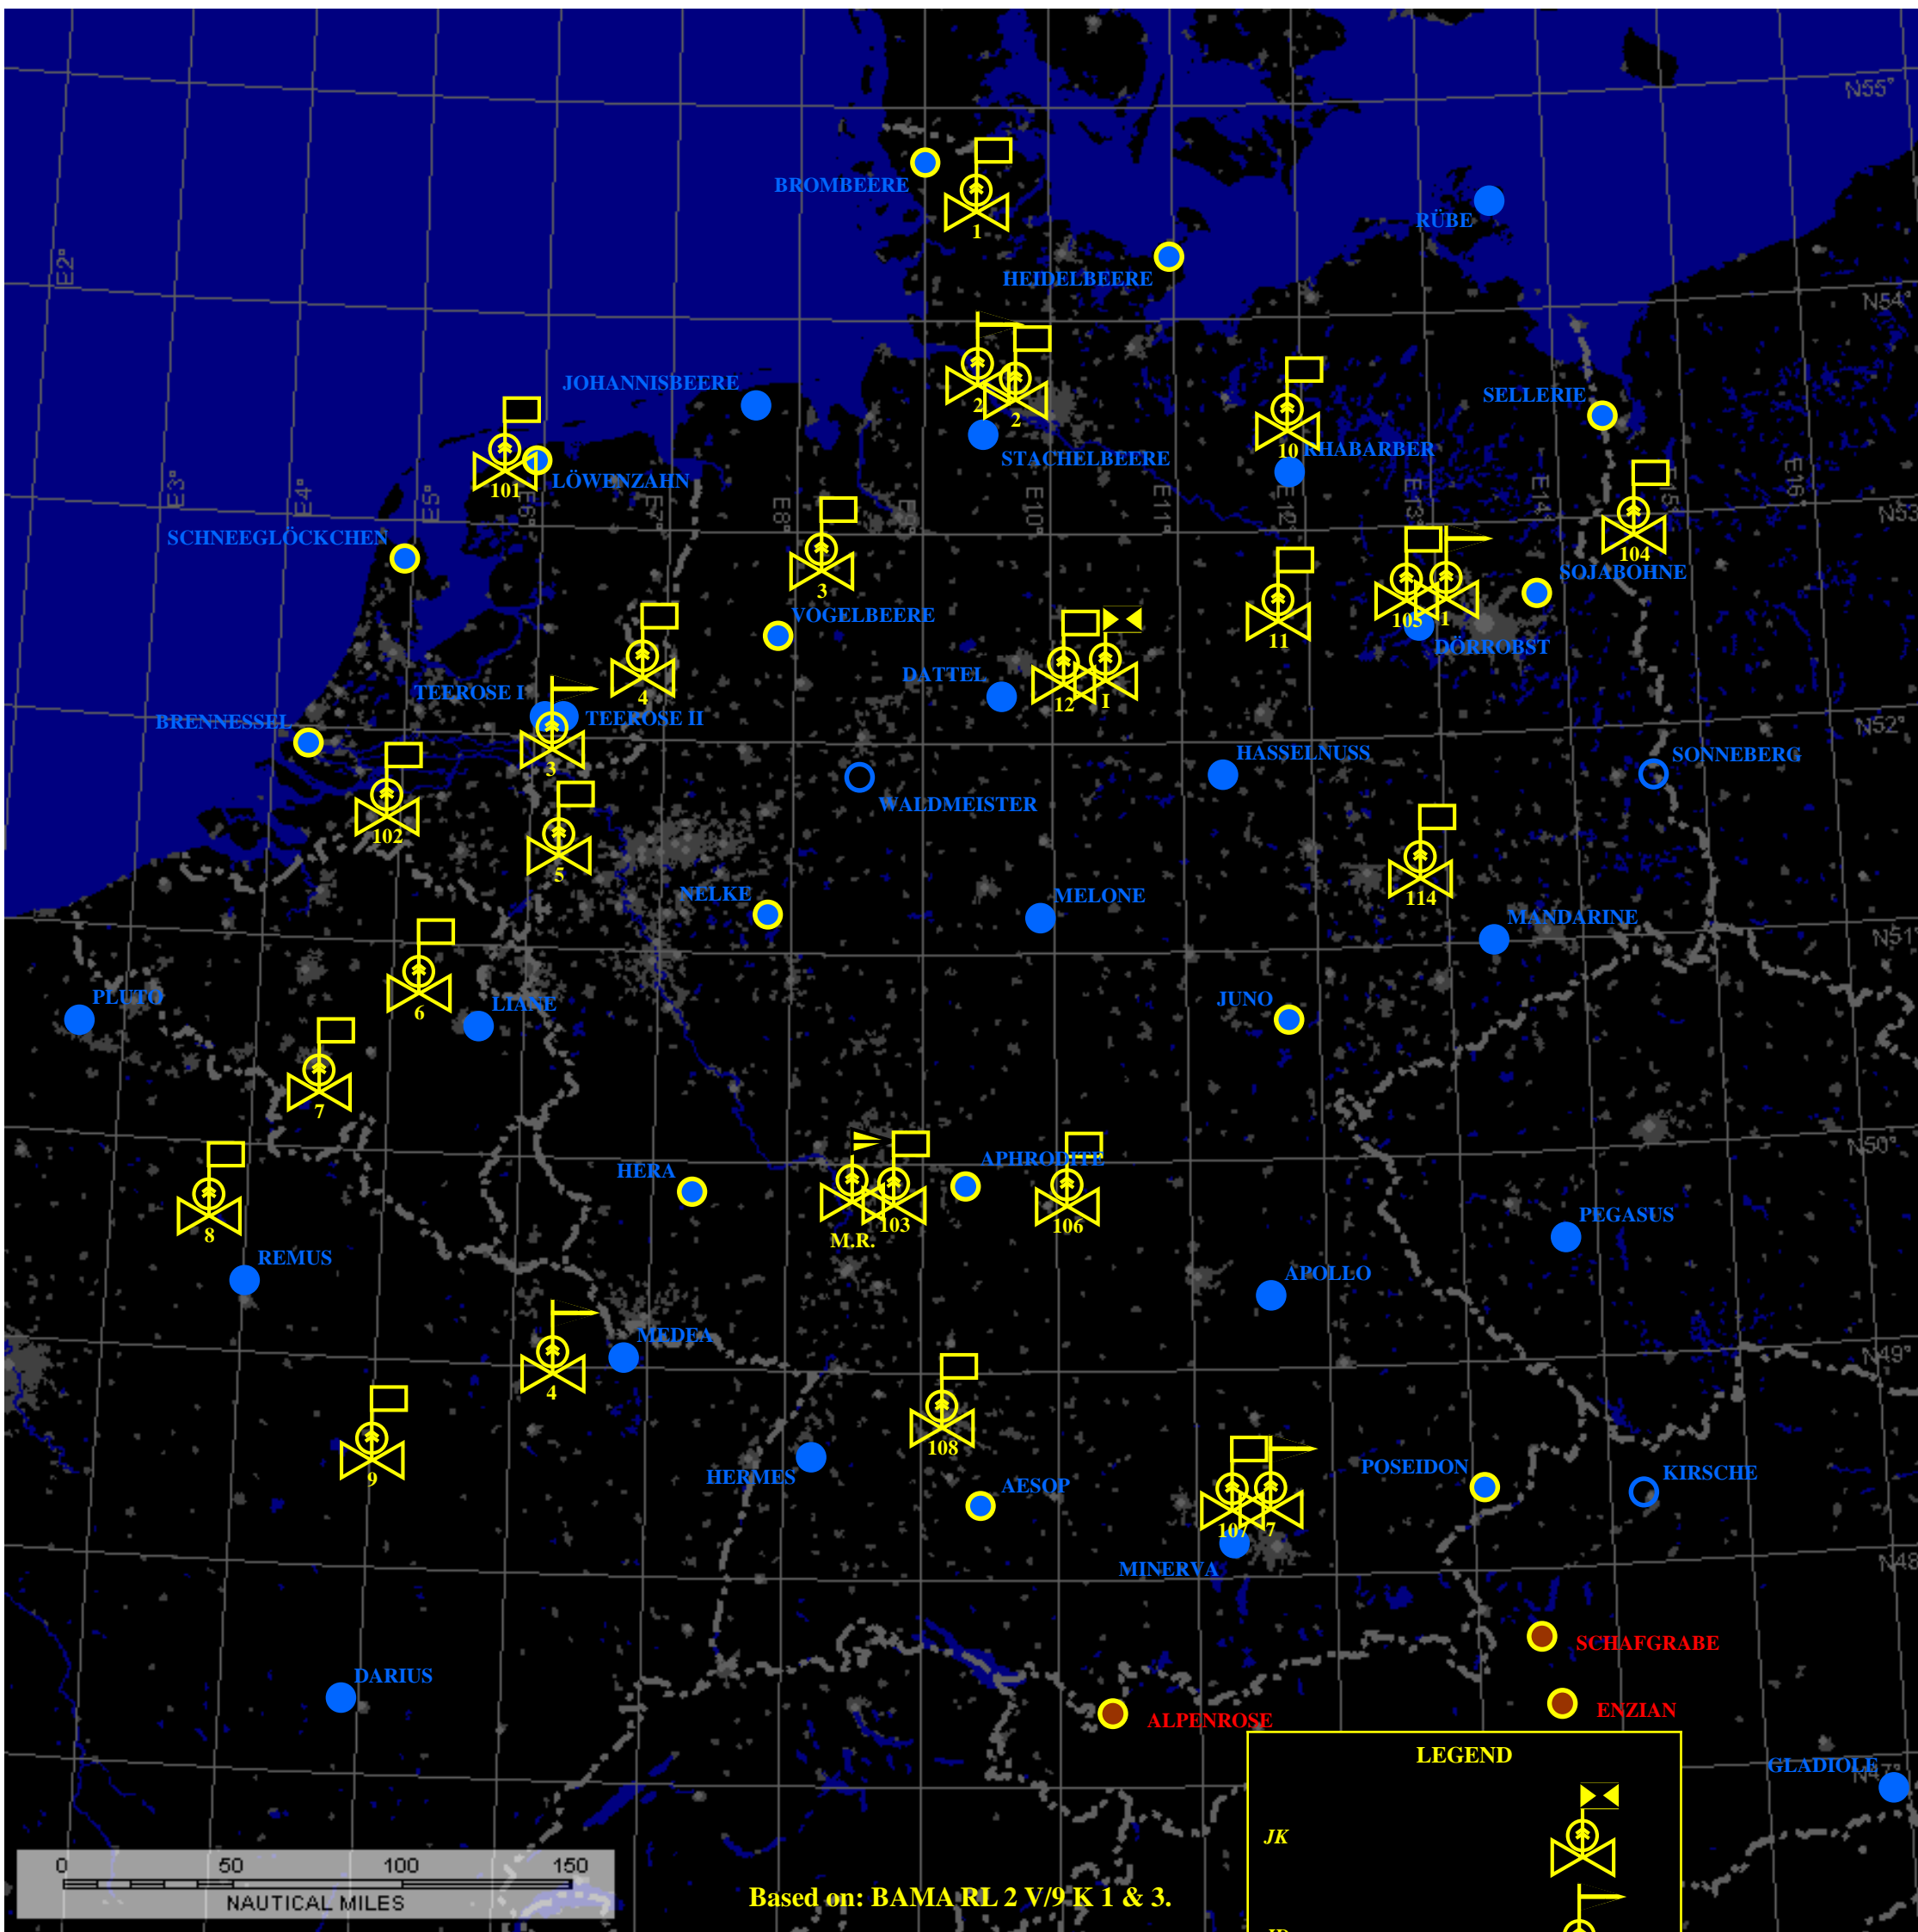 N55°
BROMBEERE
1
RÜBE
E2°
HEIDELBEERE
N54°
JOHANNISBEERE
2
2
SELLERIE
10
RHABARBER
STACHELBEERE
101
LÖWENZAHN
E3°
E4°
E5°
E6°
E7°
E8°
E9°
E10°
E11°
E12°
E13°
E14°
E15°
E16°
N53°
SCHNEEGLÖCKCHEN
104
3
SOJABOHNE
VOGELBEERE
11
105
1
DÖRROBST
4
DATTEL
12
I
TEEROSE I
TEEROSE II
BRENNESSEL
N52°
3
HASSELNUSS
SONNEBERG
WALDMEISTER
102
5
NELKE
MELONE
114
MANDARINE
N51°
PLUTO
6
LIANE
JUNO
7
N50°
HERA
APHRODITE
8
M.R.
103
106
PEGASUS
REMUS
APOLLO
MEDEA
N49°
4
108
9
HERMES
AESOP
POSEIDON
KIRSCHE
107
7
MINERVA
N48
SCHAFGRABE
DARIUS
ENZIAN
ALPENROSE
LEGEND
GLADIOLE
N47°
JK
0 50 100 150
NAUTICAL MILES
Based on: BAMA RL 2 V/9 K 1 & 3.